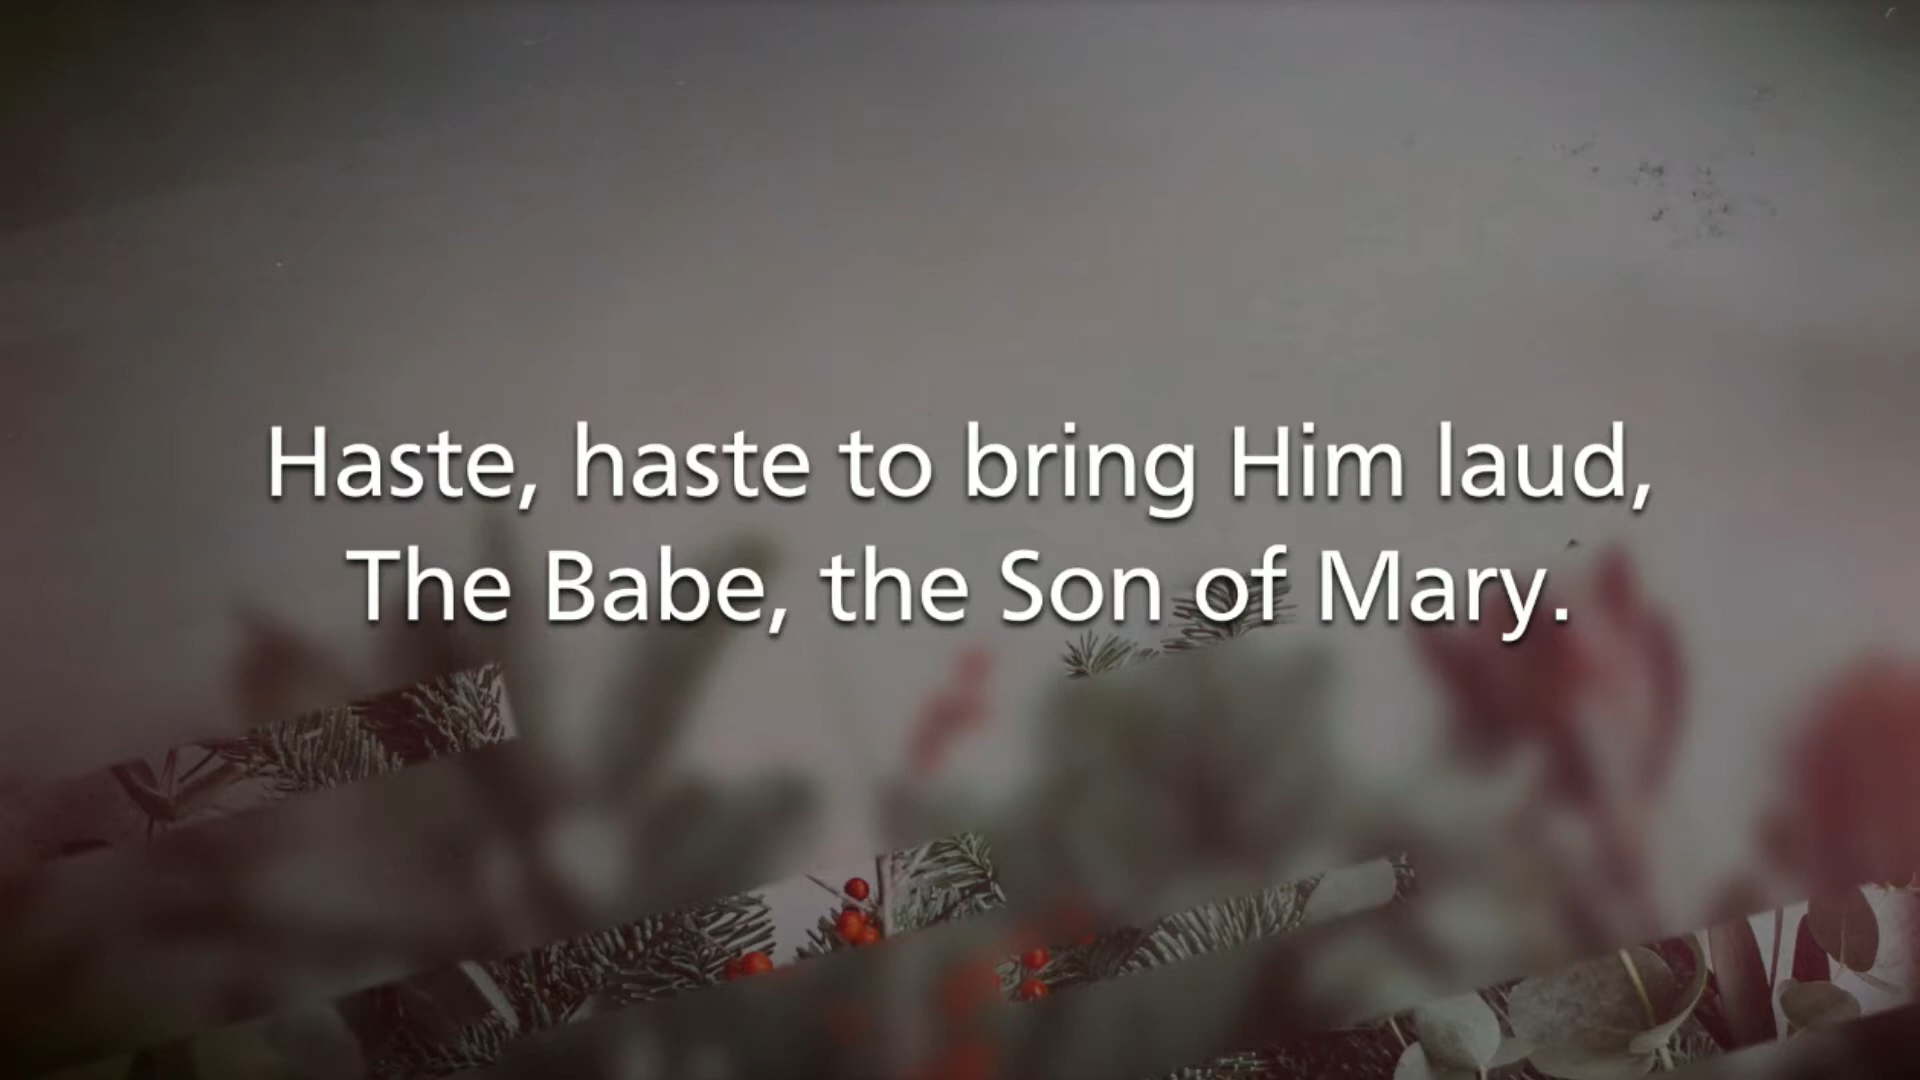 Haste, haste to bring Him laud,
The Babe, the Son of Mary.